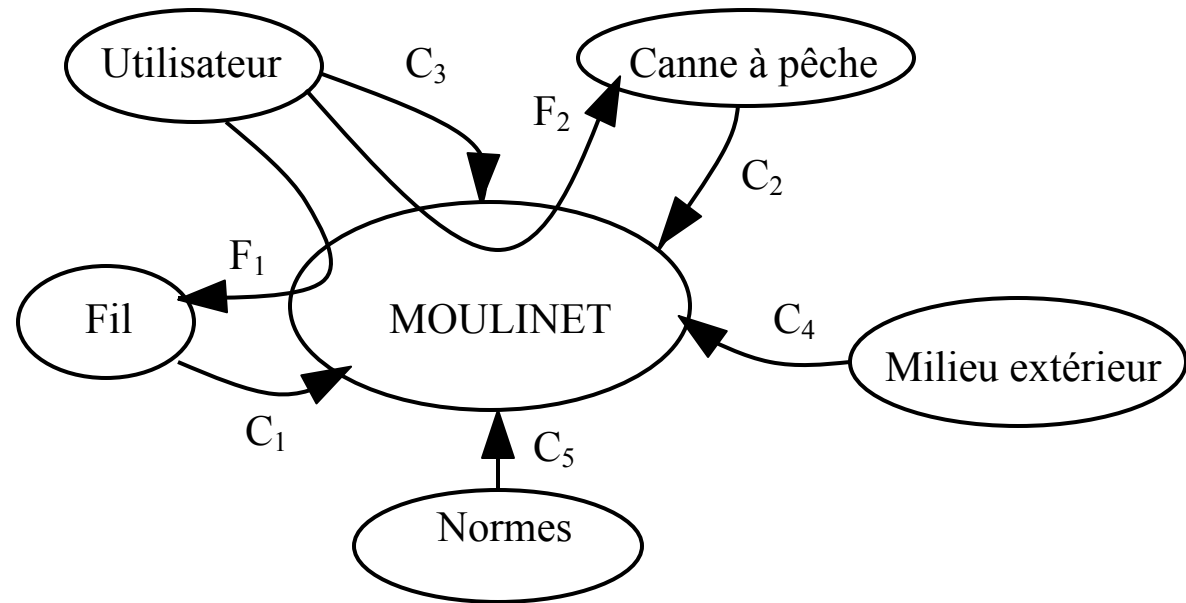 Utilisateur
C₃
Canne à pêche
F₂
C₂
F₁
Fil
MOULINET
C₄
Milieu extérieur
C₁
C₅
Normes